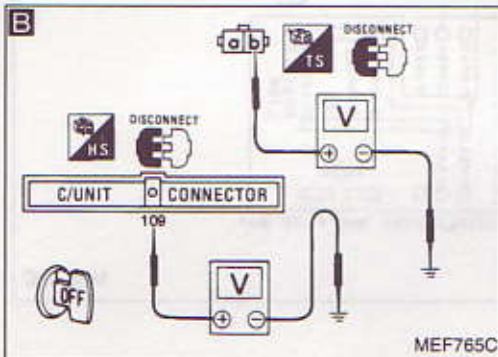 B
a b
TS
DISCONNECT
V
+ −
HS
DISCONNECT
C/UNIT CONNECTOR
109
OFF
V
+ −
MEF765C